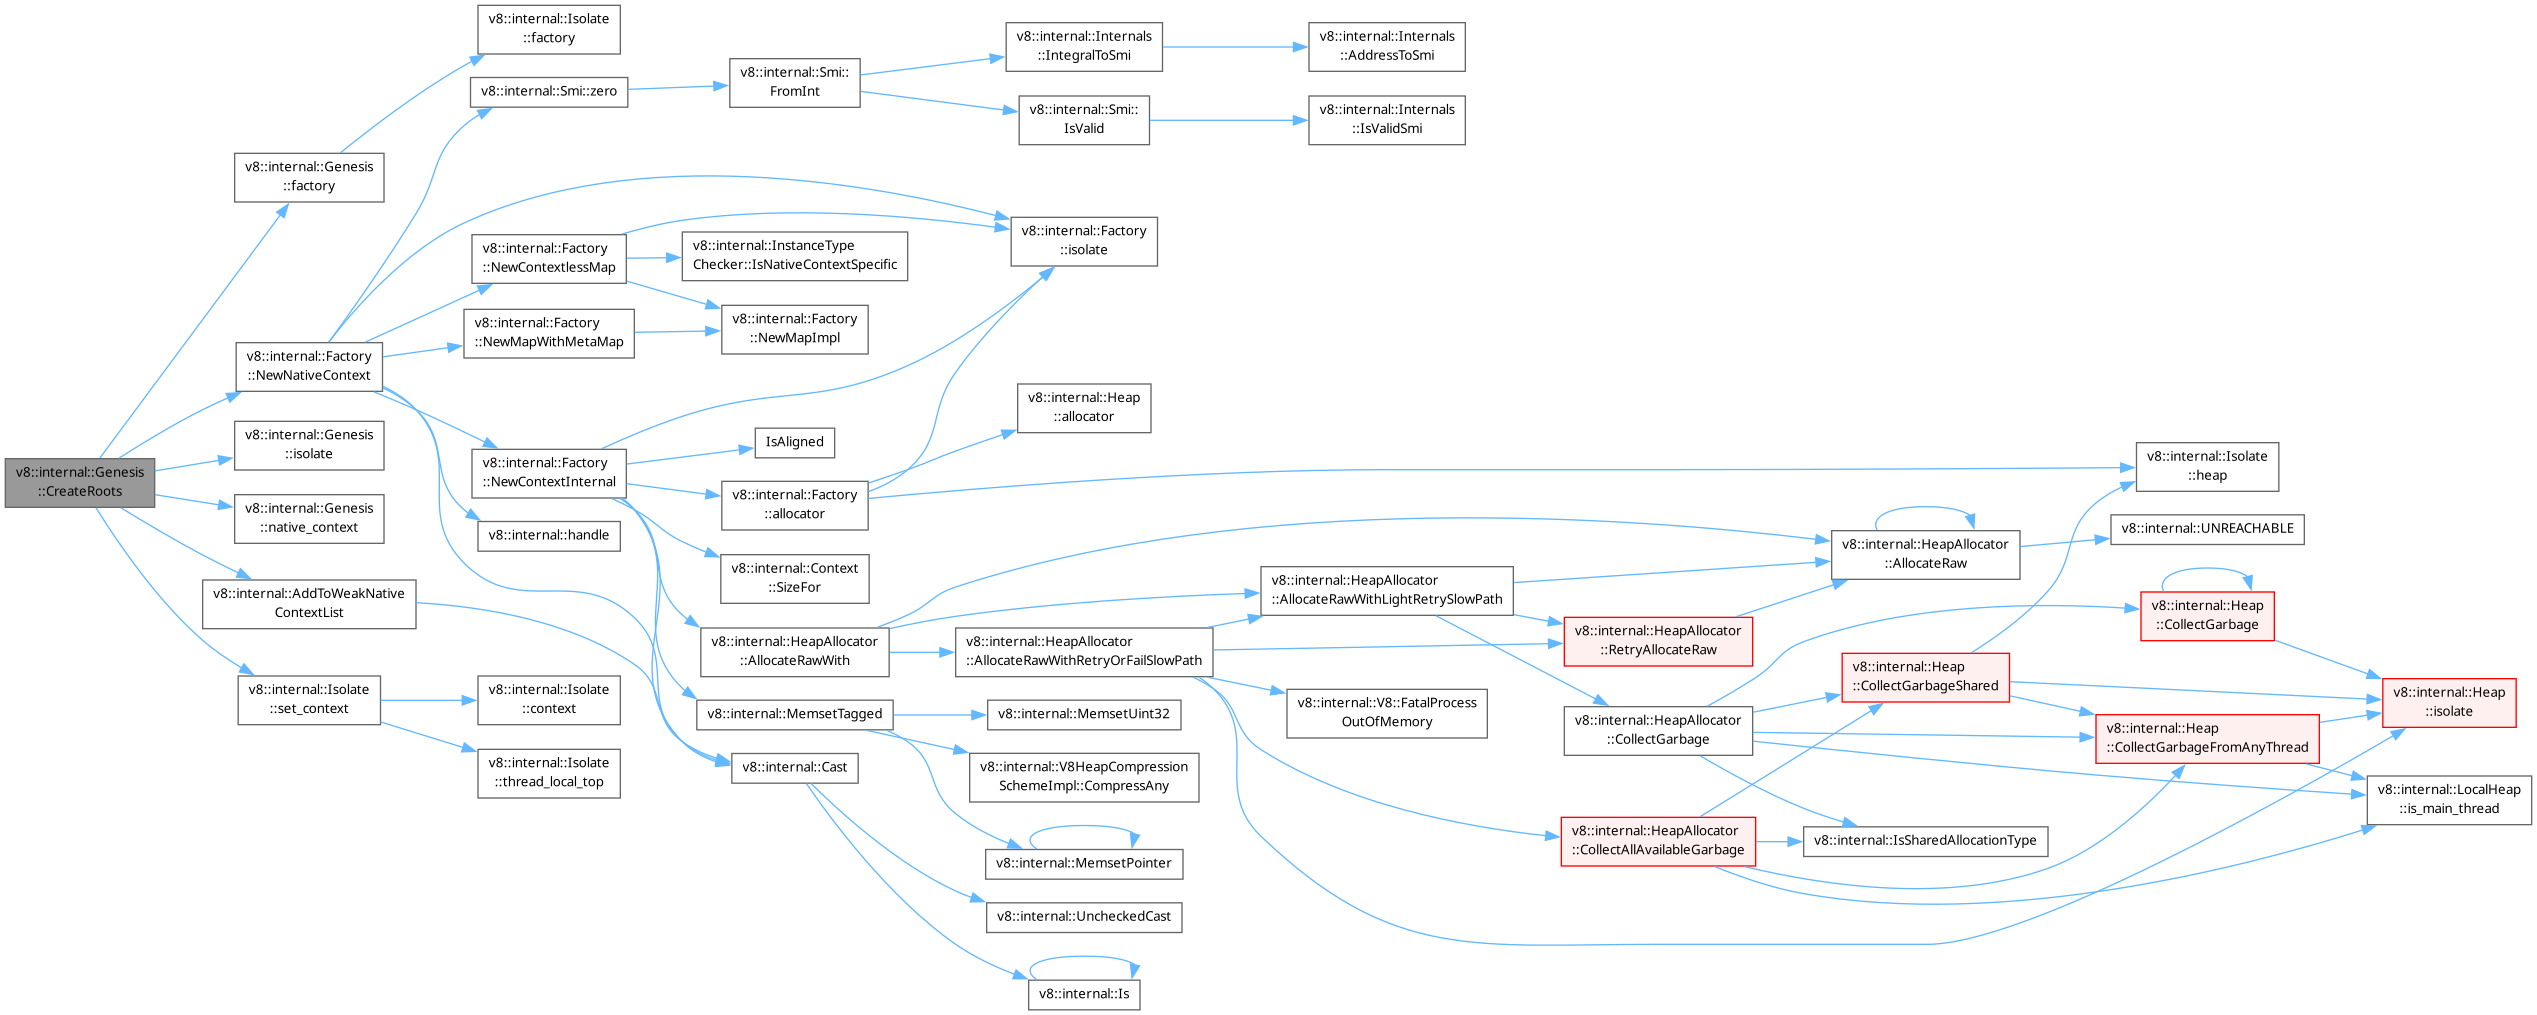 v8::internal::Genesis
::CreateRoots
v8::internal::Genesis
::factory
v8::internal::Isolate
::factory
v8::internal::Factory
::NewNativeContext
v8::internal::Smi::zero
v8::internal::Smi::
FromInt
v8::internal::Internals
::IntegralToSmi
v8::internal::Internals
::AddressToSmi
v8::internal::Smi::
IsValid
v8::internal::Internals
::IsValidSmi
v8::internal::Factory
::isolate
v8::internal::Factory
::NewContextlessMap
v8::internal::InstanceType
Checker::IsNativeContextSpecific
v8::internal::Factory
::NewMapImpl
v8::internal::Factory
::NewMapWithMetaMap
v8::internal::Factory
::NewContextInternal
IsAligned
v8::internal::Factory
::allocator
v8::internal::Heap
::allocator
v8::internal::Isolate
::heap
v8::internal::Context
::SizeFor
v8::internal::handle
v8::internal::HeapAllocator
::AllocateRawWith
v8::internal::HeapAllocator
::AllocateRawWithRetryOrFailSlowPath
v8::internal::HeapAllocator
::AllocateRawWithLightRetrySlowPath
v8::internal::HeapAllocator
::AllocateRaw
v8::internal::UNREACHABLE
v8::internal::HeapAllocator
::RetryAllocateRaw
v8::internal::V8::FatalProcess
OutOfMemory
v8::internal::HeapAllocator
::CollectGarbage
v8::internal::Heap
::CollectGarbageShared
v8::internal::Heap
::CollectGarbage
v8::internal::Heap
::isolate
v8::internal::Heap
::CollectGarbageFromAnyThread
v8::internal::LocalHeap
::is_main_thread
v8::internal::HeapAllocator
::CollectAllAvailableGarbage
v8::internal::IsSharedAllocationType
v8::internal::MemsetTagged
v8::internal::MemsetUint32
v8::internal::V8HeapCompression
SchemeImpl::CompressAny
v8::internal::MemsetPointer
v8::internal::Cast
v8::internal::UncheckedCast
v8::internal::Is
v8::internal::Genesis
::isolate
v8::internal::Genesis
::native_context
v8::internal::AddToWeakNative
ContextList
v8::internal::Isolate
::set_context
v8::internal::Isolate
::context
v8::internal::Isolate
::thread_local_top